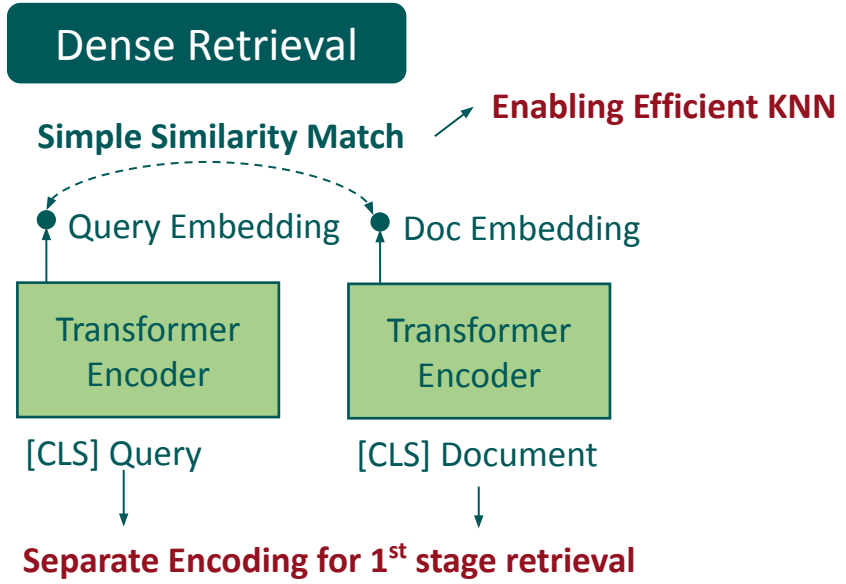 Dense Retrieval
Enabling Efficient KNN
Simple Similarity Match
Query Embedding
Doc Embedding
Transformer
Encoder
Transformer
Encoder
[CLS] Query
[CLS] Document
Separate Encoding for 1st stage retrieval